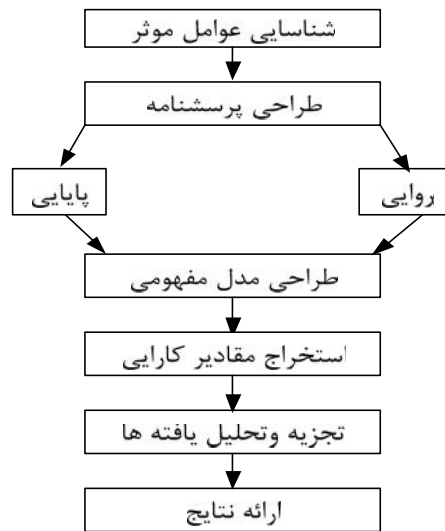 شناسایی عوامل موثر
طراحی پرسشنامه
روایی
پایایی
طراحی مدل مفهومی
استخراج مقادیر کارایی
تجزیه وتحلیل یافته ها
ارائه نتایج